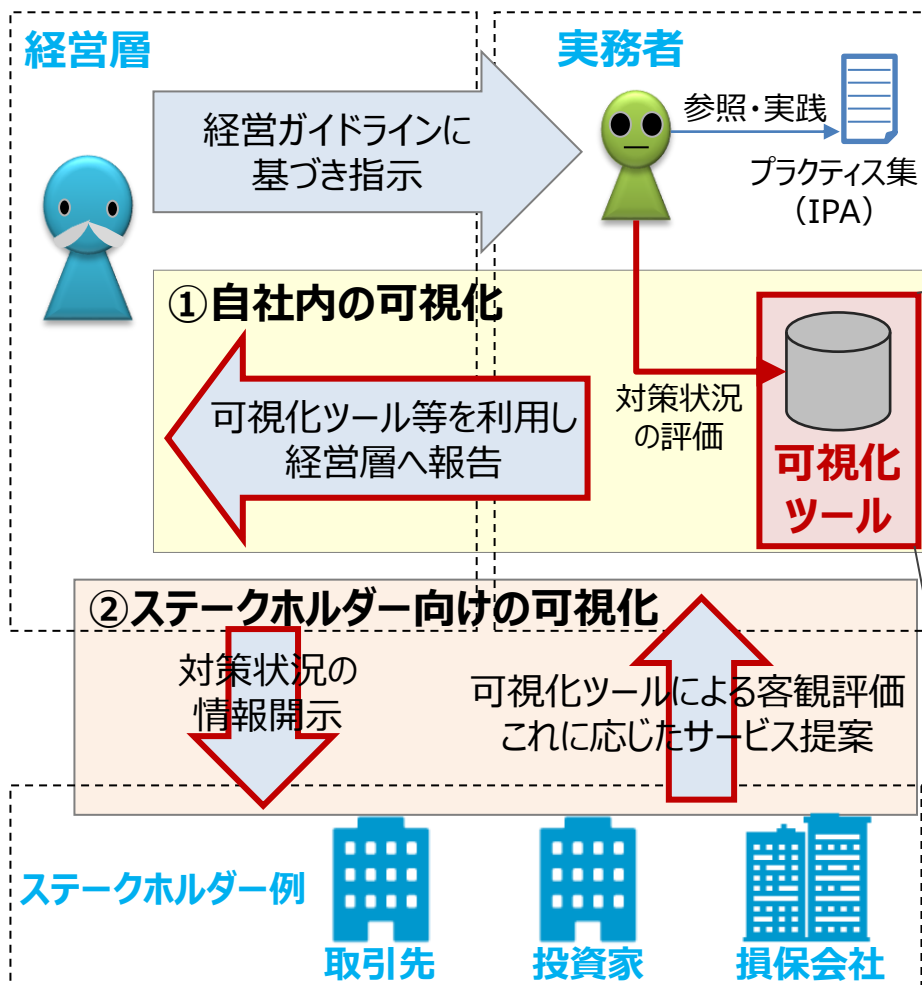 経営層
実務者
経営ガイドラインに
基づき指示
参照・実践
プラクティス集
（IPA）
①自社内の可視化
可視化ツール等を利用し
経営層へ報告
対策状況
の評価
可視化
ツール
②ステークホルダー向けの可視化
対策状況の
情報開示
可視化ツールによる客観評価
これに応じたサービス提案
ステークホルダー例
取引先
投資家
損保会社